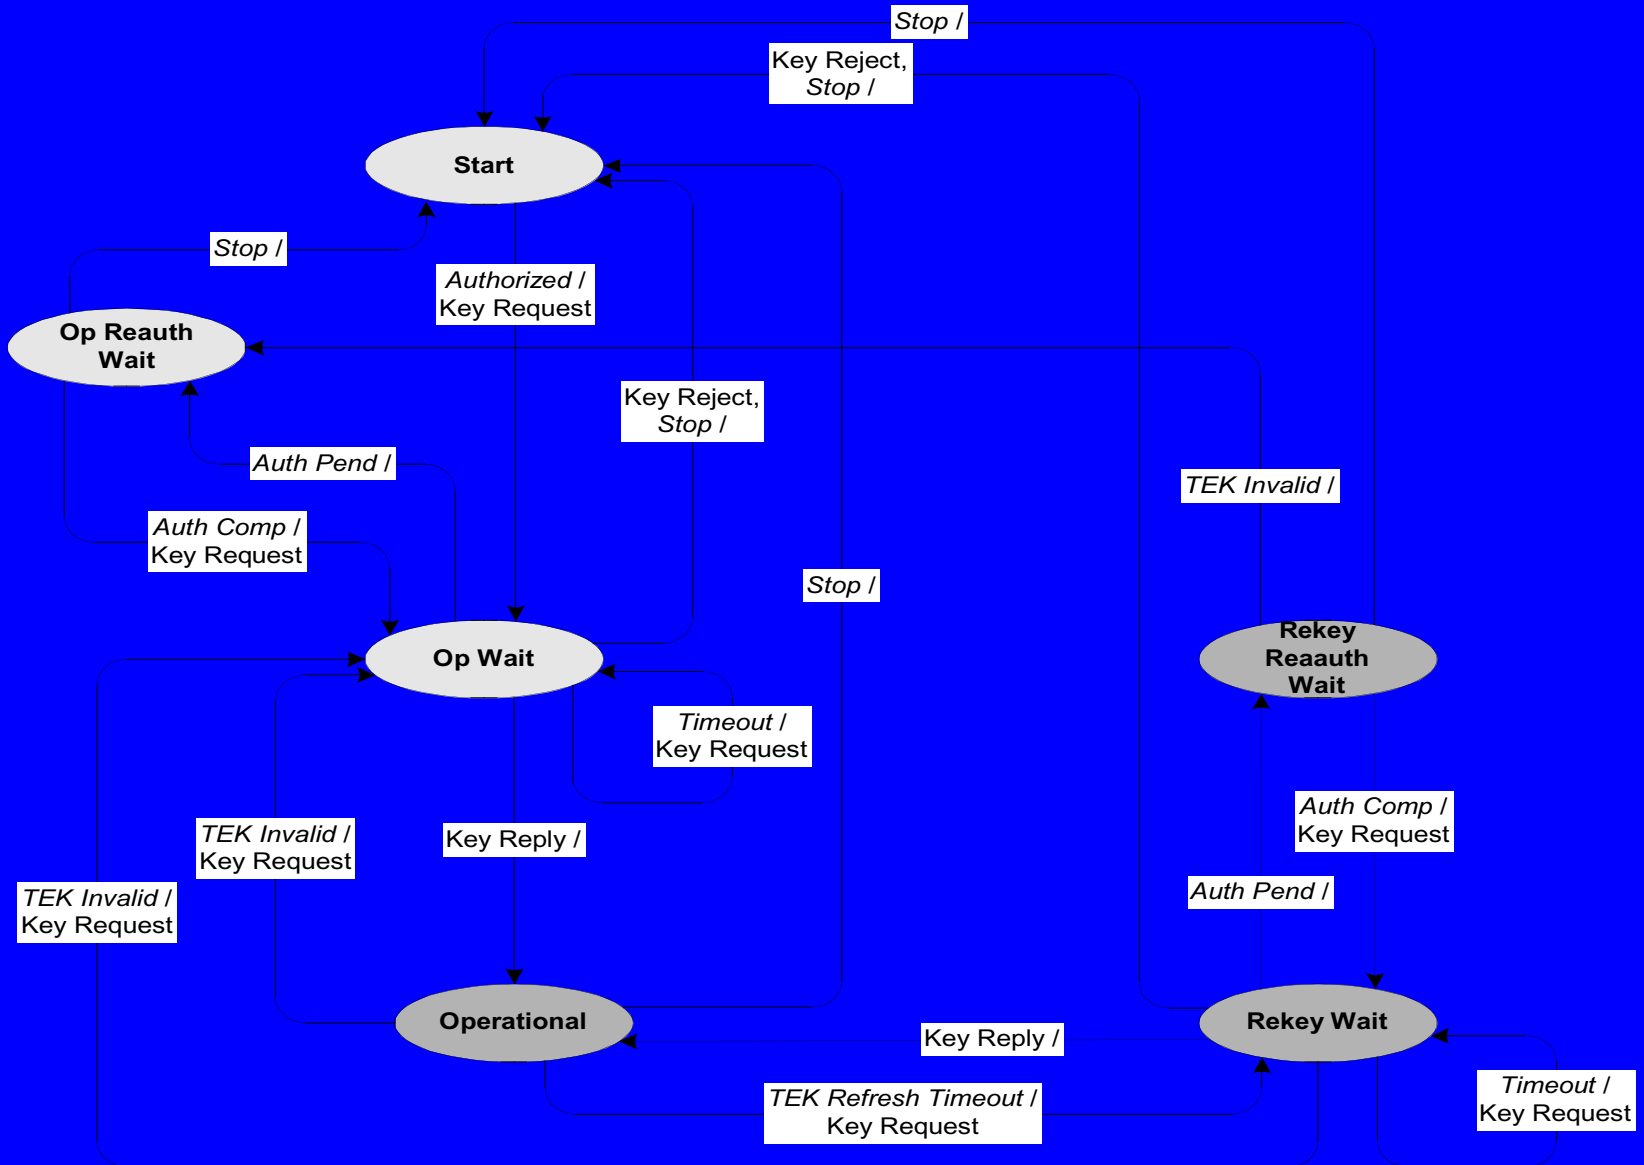 Stop /
Key Reject,
Stop /
Start
Stop /
Authorized /
Key Request
Op Reauth
Wait
Key Reject,
Stop /
Auth Pend /
TEK Invalid /
Auth Comp /
Key Request
Stop /
Op Wait
Rekey
Reaauth
Wait
Timeout /
Key Request
TEK Invalid /
Key Request
Key Reply /
Auth Comp /
Key Request
TEK Invalid /
Key Request
Auth Pend /
Operational
Rekey Wait
Key Reply /
TEK Refresh Timeout /
Key Request
Timeout /
Key Request